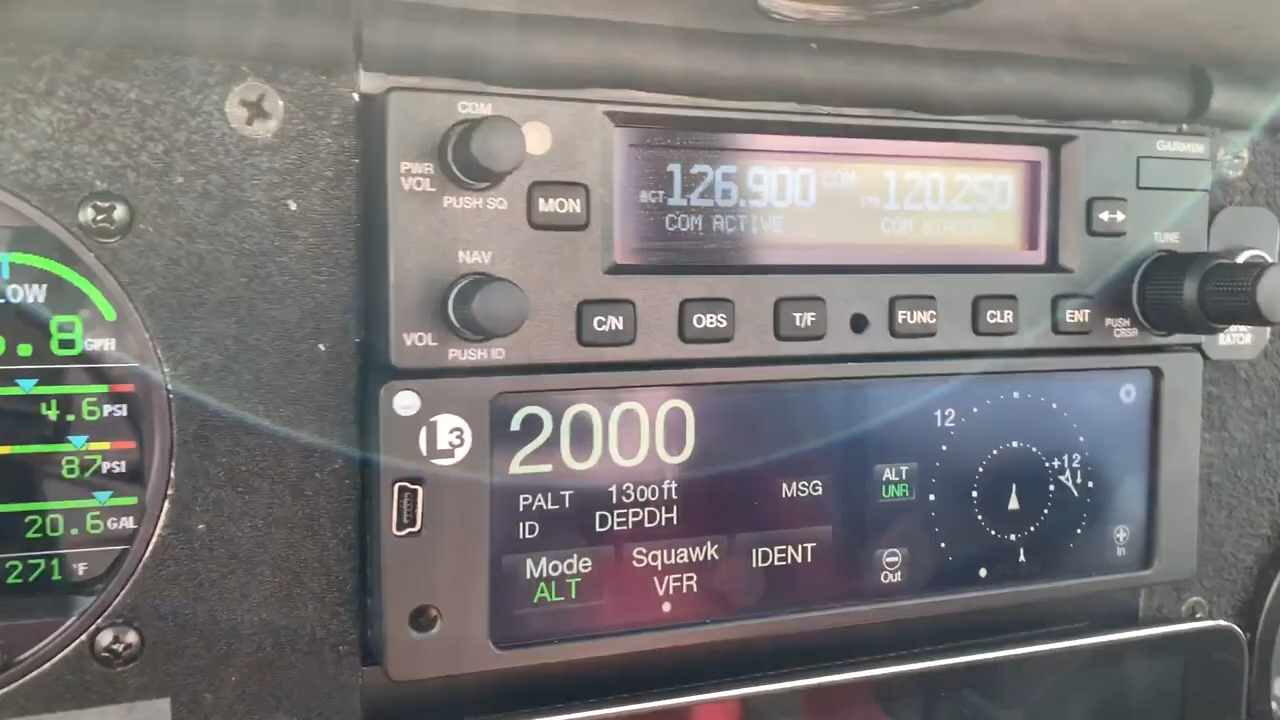 COM
PWR
VOL
PUSH SQ
MON
ACT 126.900 COM STB 120.250
COM ACTIVE COM STANDBY
GARMIN
TUNE
NAV
VOL
PUSH ID
C/N OBS T/F FUNC CLR ENT
PUSH
CRSR
RATOR
LOW
.8 GPH
4.6 PSI
87 PSI
20.6 GAL
271 °F
L3
2000
PALT 1300 ft MSG
ID DEPDH
Mode Squawk IDENT
ALT VFR
ALT
UNR
12
+12
Out
In